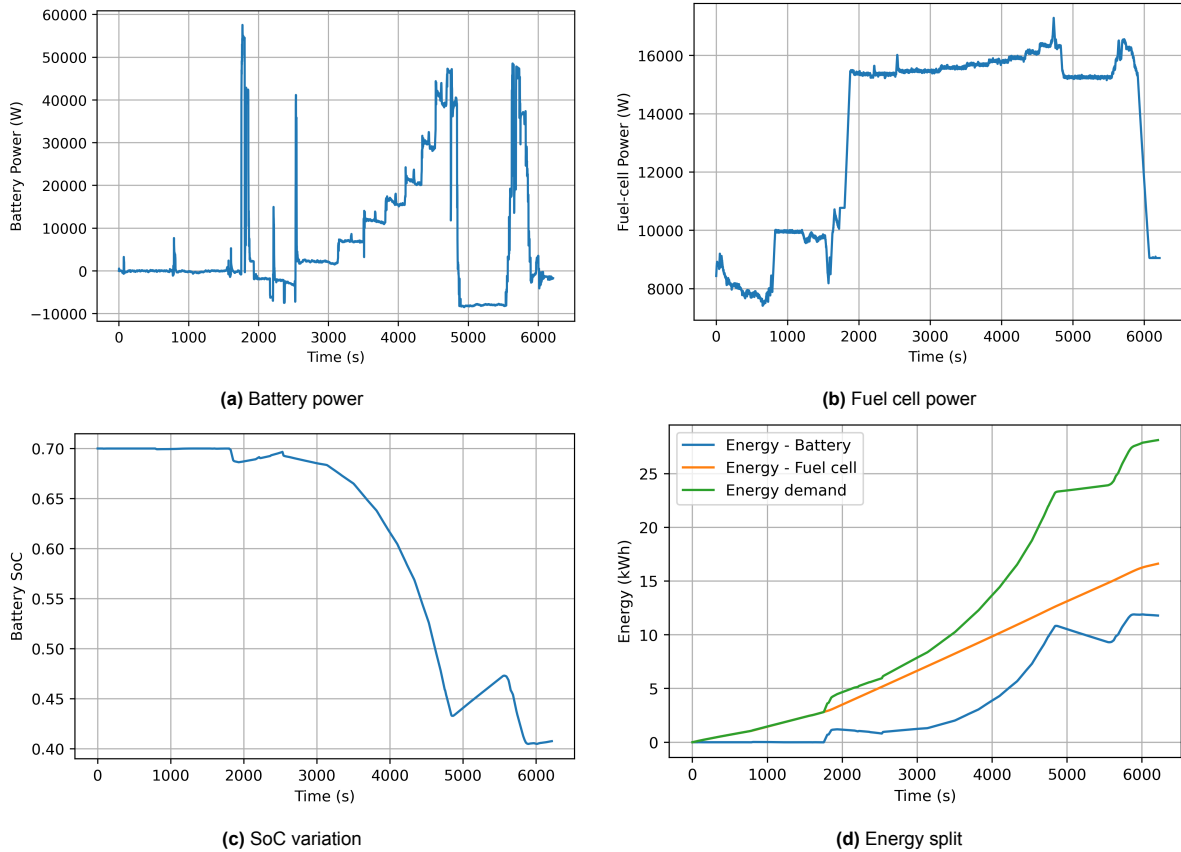 60000
50000
40000
30000
20000
10000
0
−10000
Battery Power (W)
0 1000 2000 3000 4000 5000 6000
Time (s)
(a) Battery power
16000
14000
12000
10000
8000
Fuel-cell Power (W)
0 1000 2000 3000 4000 5000 6000
Time (s)
(b) Fuel cell power
0.70
0.65
0.60
0.55
0.50
0.45
0.40
Battery SoC
0 1000 2000 3000 4000 5000 6000
Time (s)
(c) SoC variation
Energy - Battery
Energy - Fuel cell
Energy demand
25
20
15
10
5
0
Energy (kWh)
0 1000 2000 3000 4000 5000 6000
Time (s)
(d) Energy split